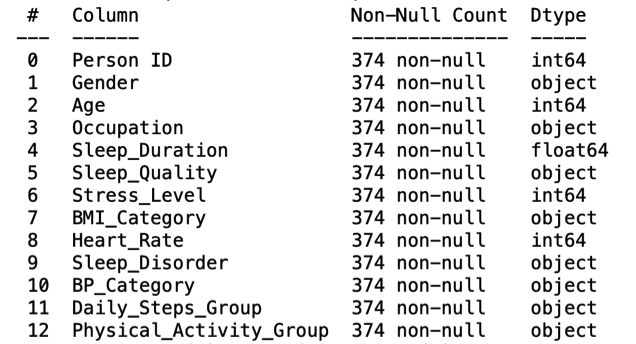 #   Column                   Non-Null Count  Dtype
---  ------                   --------------  -----
 0   Person ID                374 non-null    int64
 1   Gender                   374 non-null    object
 2   Age                      374 non-null    int64
 3   Occupation               374 non-null    object
 4   Sleep_Duration           374 non-null    float64
 5   Sleep_Quality            374 non-null    object
 6   Stress_Level             374 non-null    int64
 7   BMI_Category             374 non-null    object
 8   Heart_Rate               374 non-null    int64
 9   Sleep_Disorder           374 non-null    object
 10  BP_Category              374 non-null    object
 11  Daily_Steps_Group        374 non-null    object
 12  Physical_Activity_Group  374 non-null    object